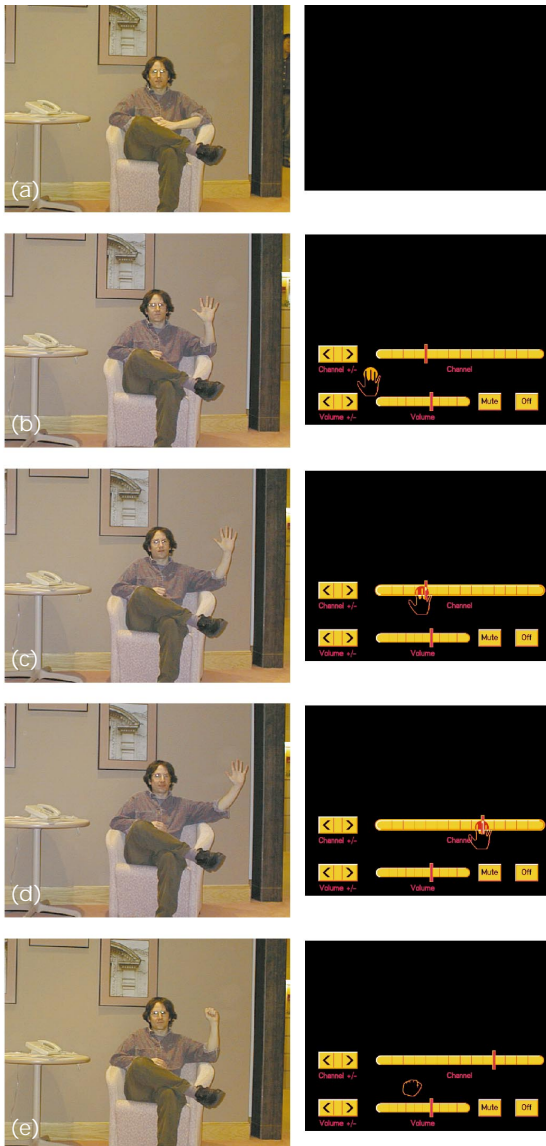 (a)
(b)
< >
Channel +/-
Channel
< >
Volume +/-
Volume
Mute
Off
(c)
< >
Channel +/-
Channel
< >
Volume +/-
Volume
Mute
Off
(d)
< >
Channel +/-
Channel
< >
Volume +/-
Volume
Mute
Off
(e)
< >
Channel +/-
Channel
< >
Volume +/-
Volume
Mute
Off